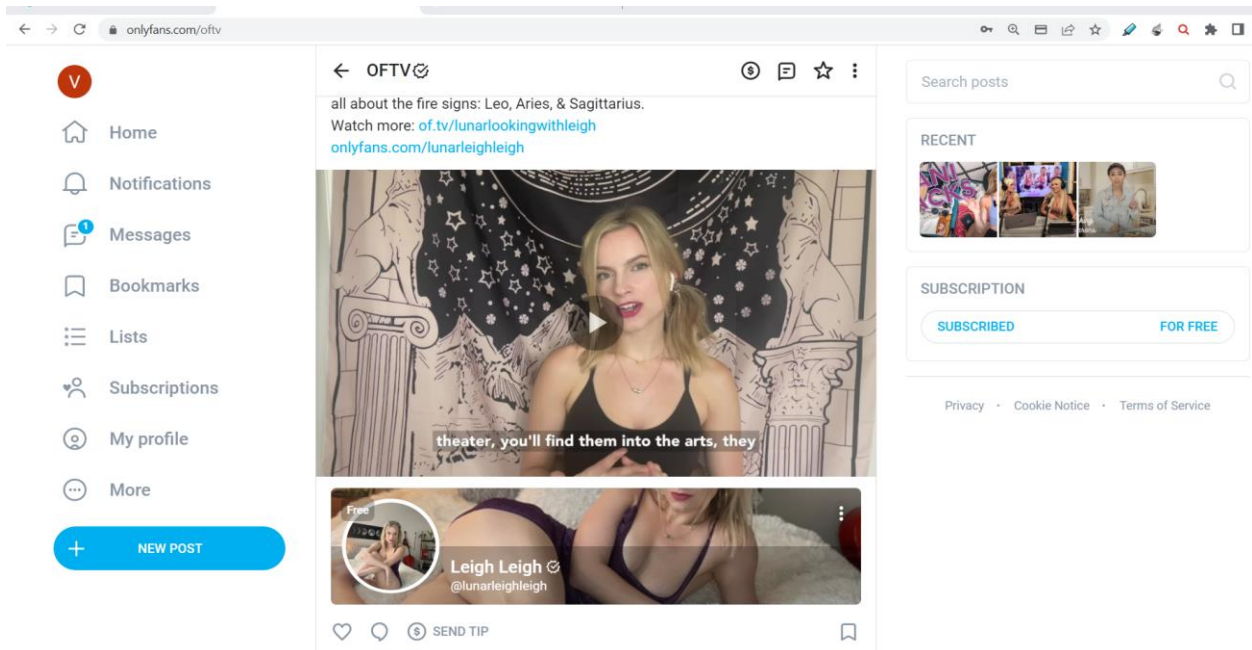 onlyfans.com/oftv
V
Home
Notifications
1
Messages
Bookmarks
Lists
Subscriptions
My profile
More
NEW POST
OFTV
all about the fire signs: Leo, Aries, & Sagittarius.
Watch more: of.tv/lunarlookingwithleigh
onlyfans.com/lunarleighleigh
theater, you'll find them into the arts, they
Free
Leigh Leigh
@lunarleighleigh
SEND TIP
Search posts
RECENT
SUBSCRIPTION
SUBSCRIBED FOR FREE
Privacy · Cookie Notice · Terms of Service